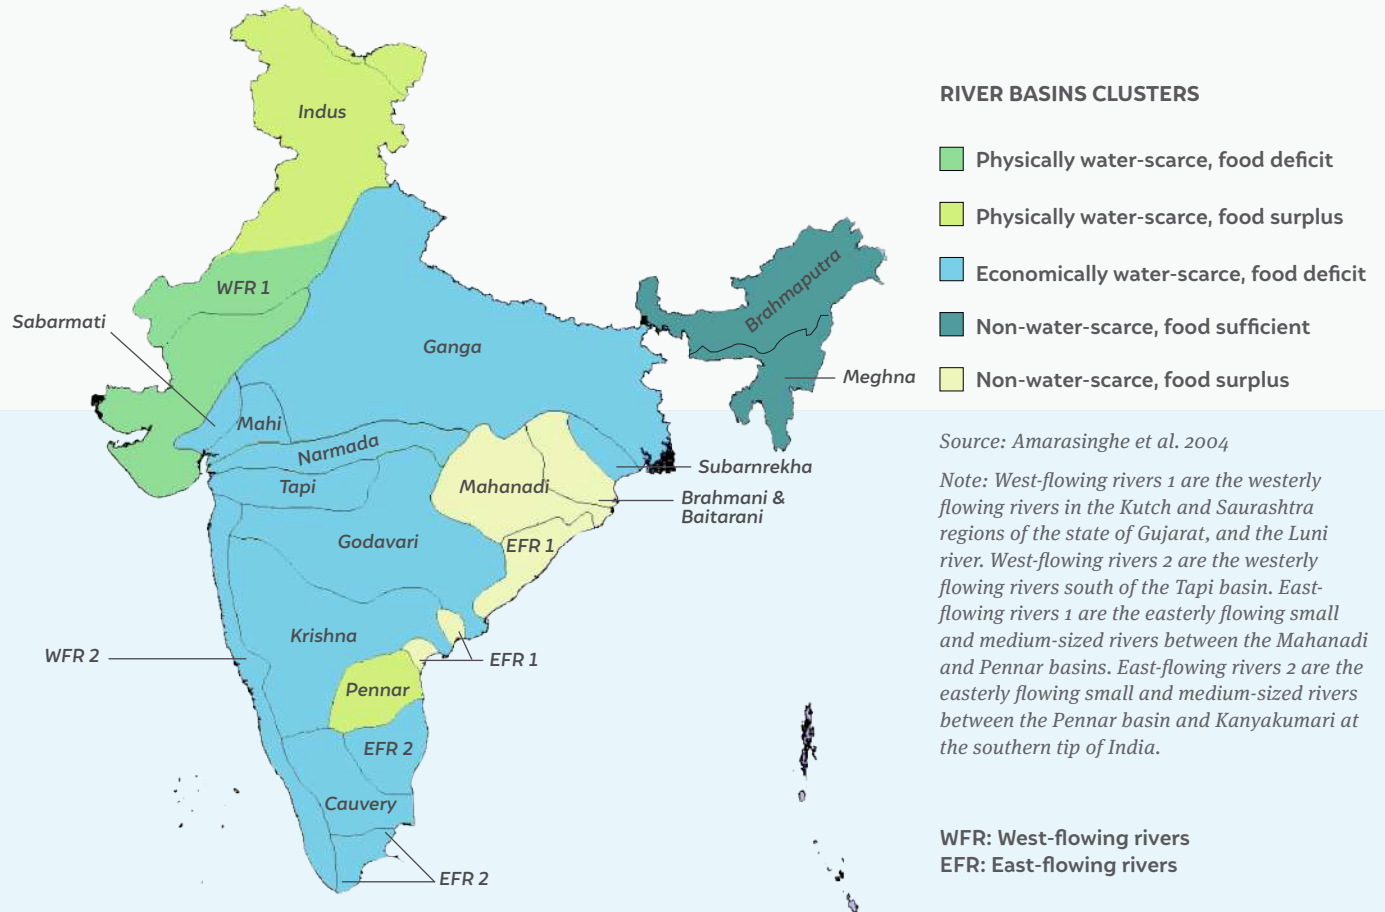 Indus
WFR 1
Sabarmati
Ganga
Brahmaputra
Meghna
Mahi
Narmada
Tapi
Mahanadi
Subarnrekha
Brahmani &
Baitarani
Godavari
EFR 1
Krishna
WFR 2
EFR 1
Pennar
EFR 2
Cauvery
EFR 2
RIVER BASINS CLUSTERS
Physically water-scarce, food deficit
Physically water-scarce, food surplus
Economically water-scarce, food deficit
Non-water-scarce, food sufficient
Non-water-scarce, food surplus
Source: Amarasinghe et al. 2004
Note: West-flowing rivers 1 are the westerly
flowing rivers in the Kutch and Saurashtra
regions of the state of Gujarat, and the Luni
river. West-flowing rivers 2 are the westerly
flowing rivers south of the Tapi basin. East-
flowing rivers 1 are the easterly flowing small
and medium-sized rivers between the Mahanadi
and Pennar basins. East-flowing rivers 2 are the
easterly flowing small and medium-sized rivers
between the Pennar basin and Kanyakumari at
the southern tip of India.
WFR: West-flowing rivers
EFR: East-flowing rivers